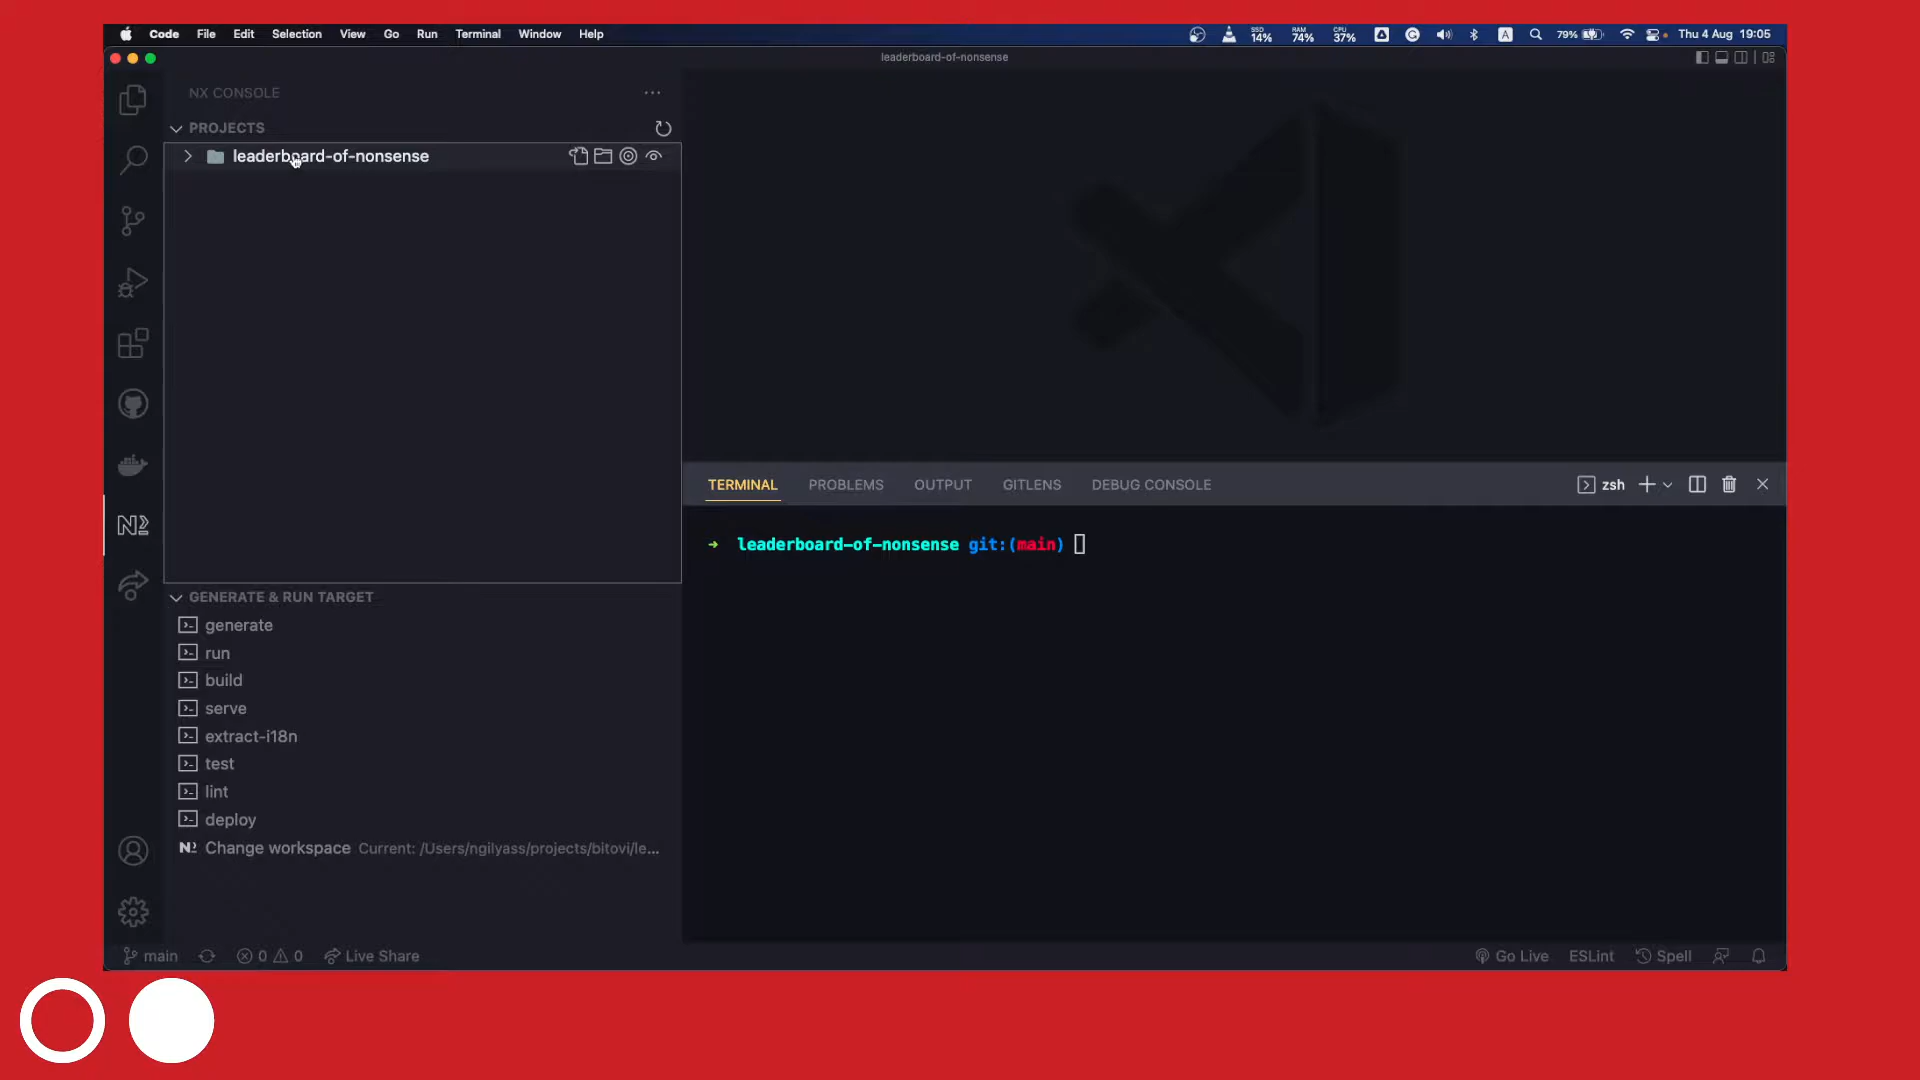 Code File Edit Selection View Go Run Terminal Window Help SSD 14% RAM 74% CPU 37% A 79% Thu 4 Aug 19:05
leaderboard-of-nonsense
NX CONSOLE
PROJECTS
leaderboard-of-nonsense
TERMINAL PROBLEMS OUTPUT GITLENS DEBUG CONSOLE zsh
leaderboard-of-nonsense git:(main)
GENERATE & RUN TARGET
generate
run
build
serve
extract-i18n
test
lint
deploy
Change workspace Current: /Users/ngilyass/projects/bitovi/le...
main 0 0 Live Share Go Live ESLint Spell